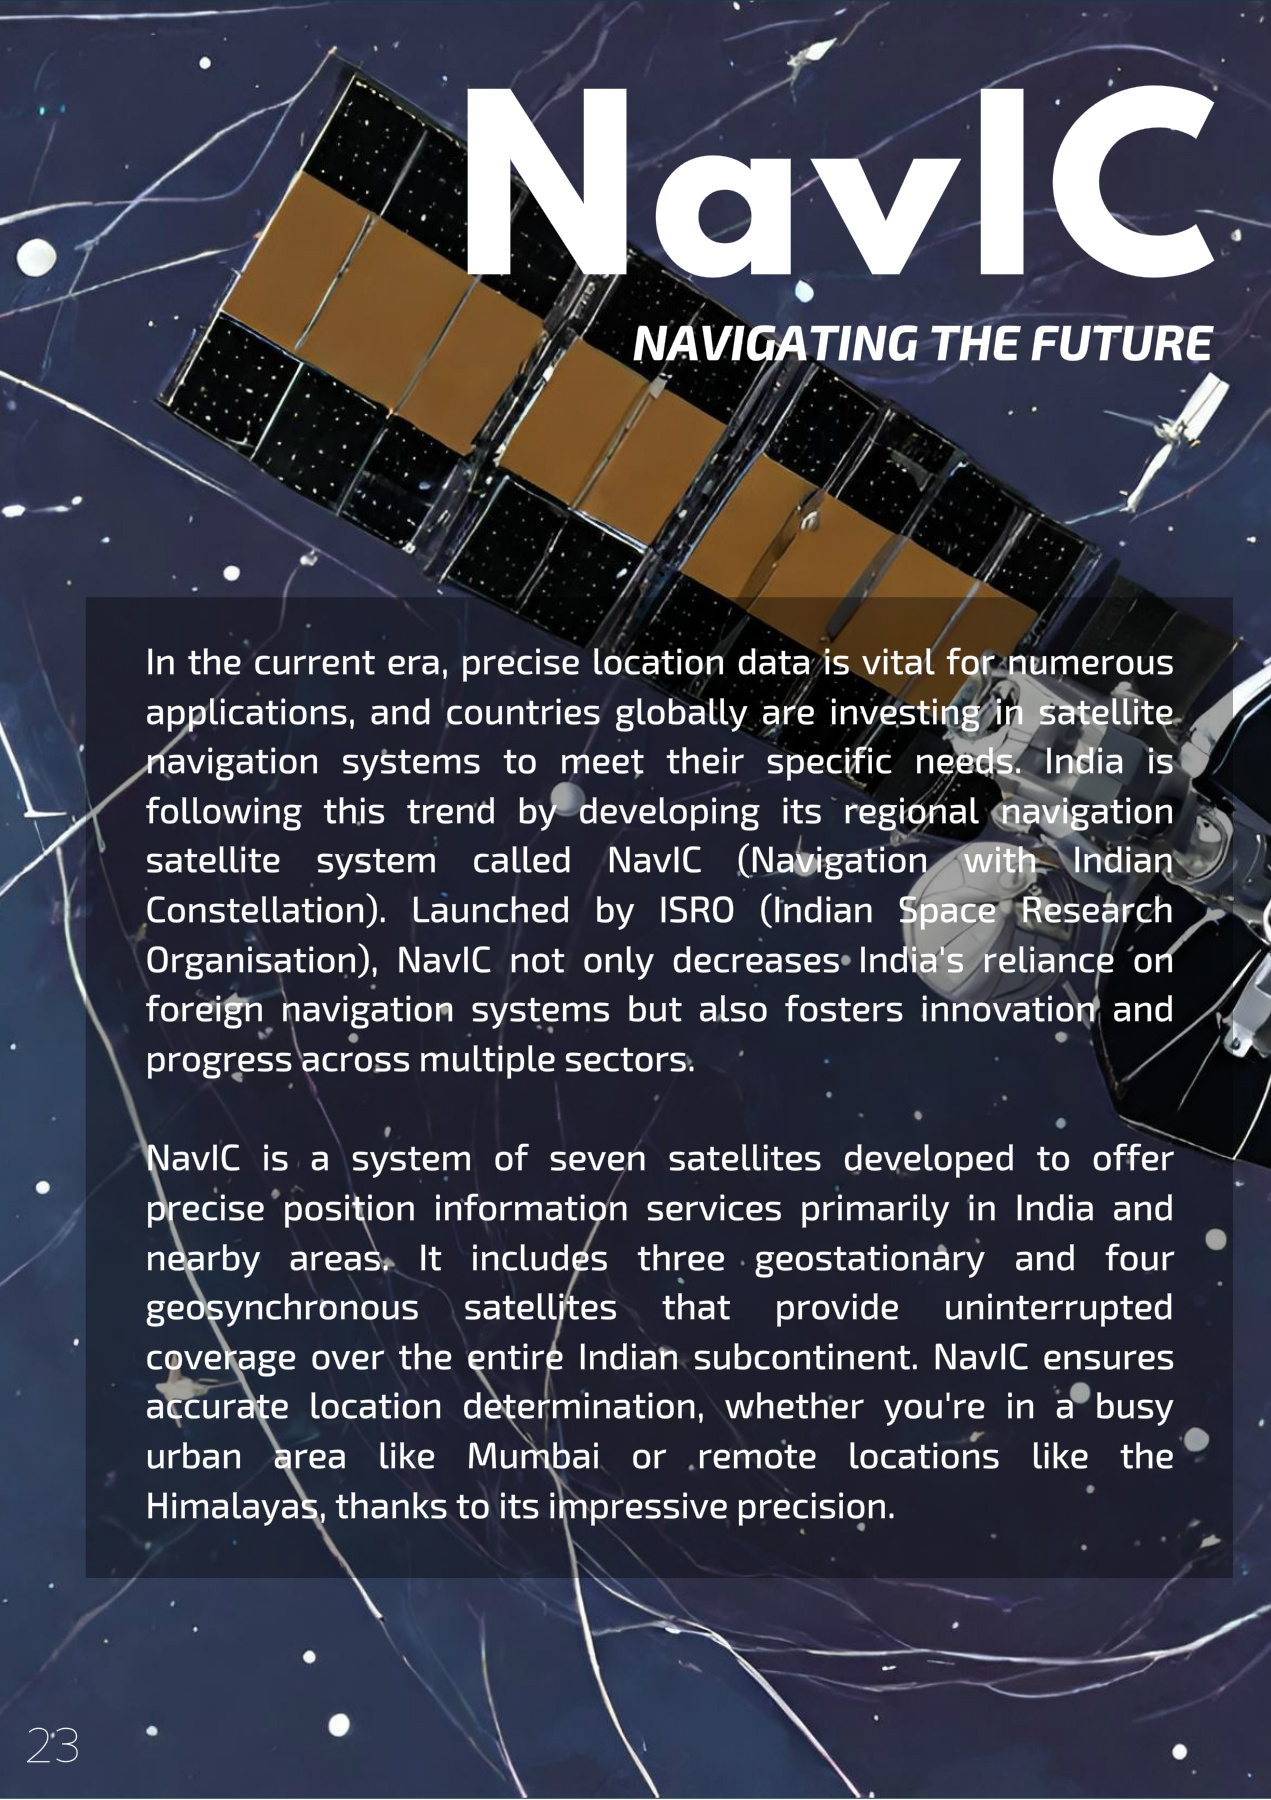 NavIC
NAVIGATING THE FUTURE
In the current era, precise location data is vital for numerous
applications, and countries globally are investing in satellite
navigation systems to meet their specific needs. India is
following this trend by developing its regional navigation
satellite system called NavIC (Navigation with Indian
Constellation). Launched by ISRO (Indian Space Research
Organisation), NavIC not only decreases India's reliance on
foreign navigation systems but also fosters innovation and
progress across multiple sectors.
NavIC is a system of seven satellites developed to offer
precise position information services primarily in India and
nearby areas. It includes three geostationary and four
geosynchronous satellites that provide uninterrupted
coverage over the entire Indian subcontinent. NavIC ensures
accurate location determination, whether you're in a busy
urban area like Mumbai or remote locations like the
Himalayas, thanks to its impressive precision.
23